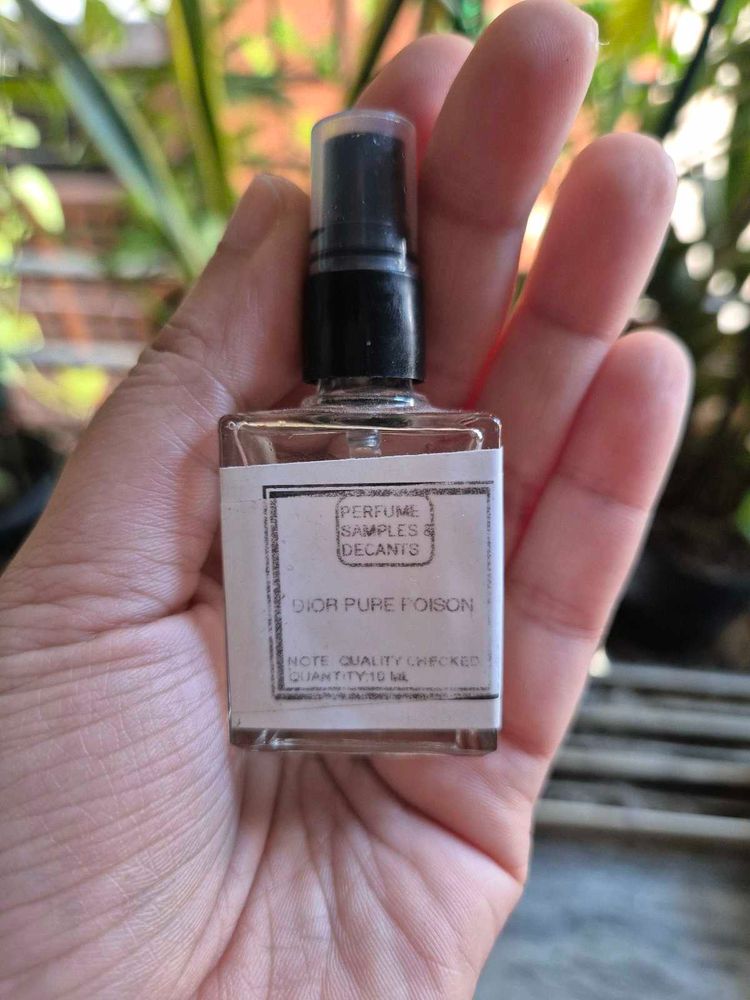 PERFUME
SAMPLES &
DECANTS
DIOR PURE POISON
NOTE: QUALITY CHECKED
QUANTITY:10 ML